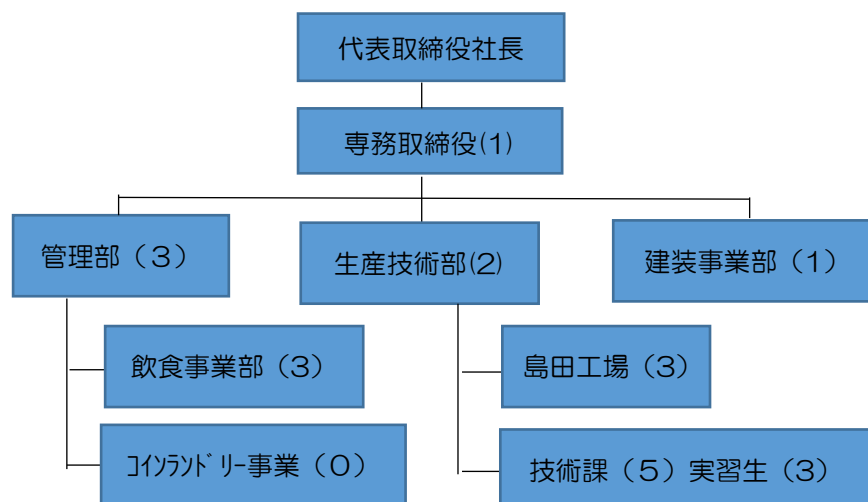 代表取締役社長
専務取締役(1)
管理部（3）
生産技術部(2)
建装事業部（1）
飲食事業部（3）
島田工場（3）
ｺｲﾝﾗﾝﾄﾞﾘｰ事業（0）
技術課（5）実習生（3）